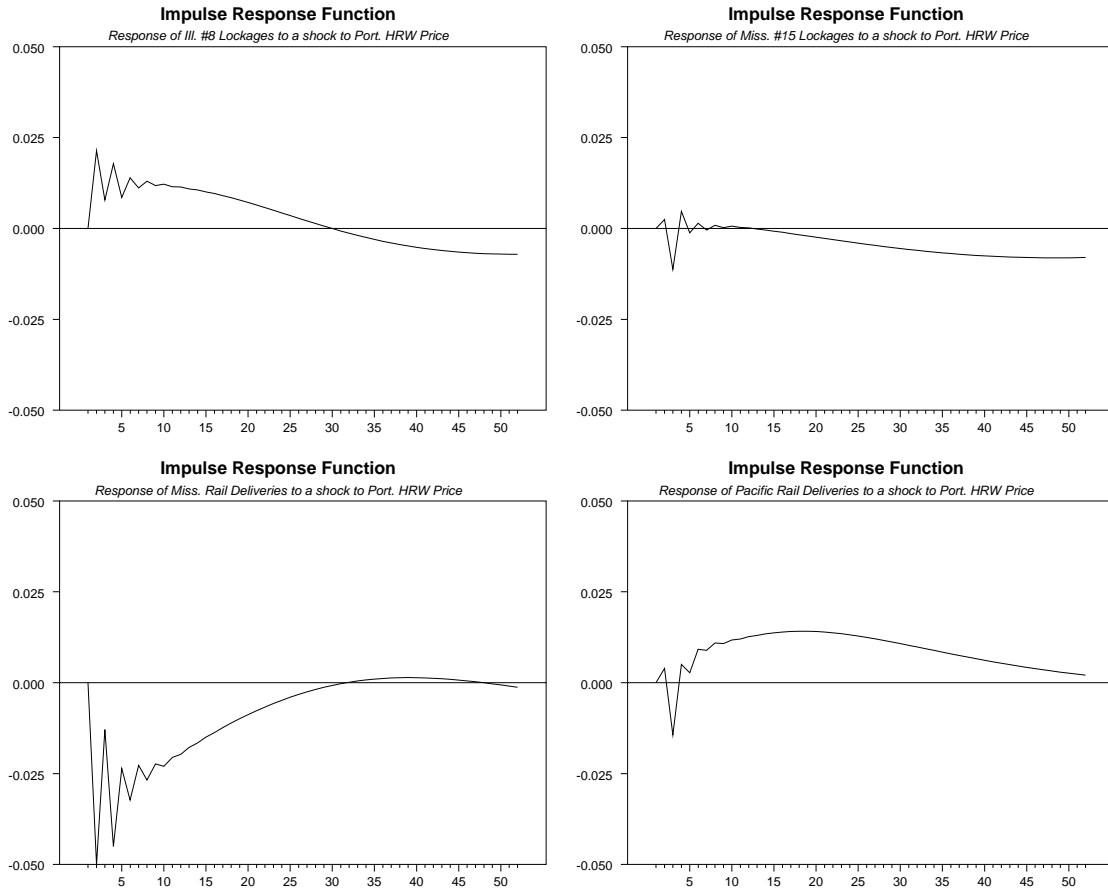 Impulse Response Function
Response of Ill. #8 Lockages to a shock to Port. HRW Price
0.050
0.025
0.000
-0.025
-0.050
5 10 15 20 25 30 35 40 45 50
Impulse Response Function
Response of Miss. #15 Lockages to a shock to Port. HRW Price
0.050
0.025
0.000
-0.025
-0.050
5 10 15 20 25 30 35 40 45 50
Impulse Response Function
Response of Miss. Rail Deliveries to a shock to Port. HRW Price
0.050
0.025
0.000
-0.025
-0.050
5 10 15 20 25 30 35 40 45 50
Impulse Response Function
Response of Pacific Rail Deliveries to a shock to Port. HRW Price
0.050
0.025
0.000
-0.025
-0.050
5 10 15 20 25 30 35 40 45 50